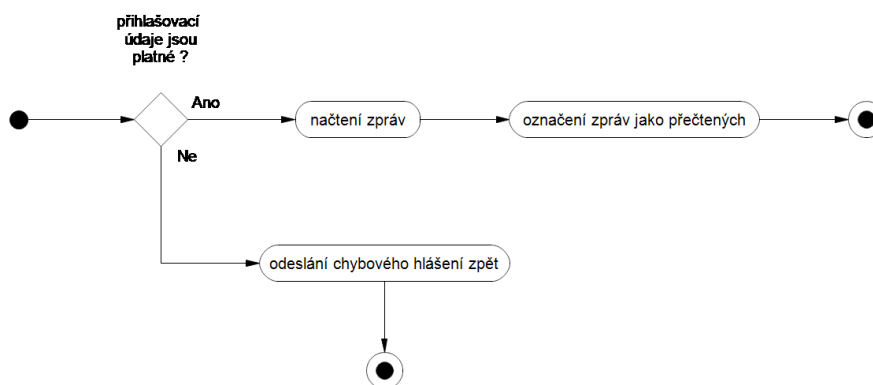 přihlašovací
údaje jsou
platné ?
Ano
načtení zpráv
označení zpráv jako přečtených
Ne
odeslání chybového hlášení zpět